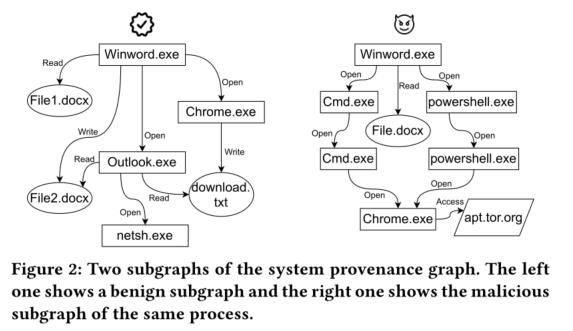 Winword.exe
Read
Open
File1.docx
Chrome.exe
Write
Open
Write
Read
Outlook.exe
File2.docx
Read
download.
txt
Open
netsh.exe
Winword.exe
Open
Read
Open
Cmd.exe
powershell.exe
File.docx
Open
Open
Cmd.exe
powershell.exe
Open
Open
Chrome.exe
Access
apt.tor.org
Figure 2: Two subgraphs of the system provenance graph. The left
one shows a benign subgraph and the right one shows the malicious
subgraph of the same process.